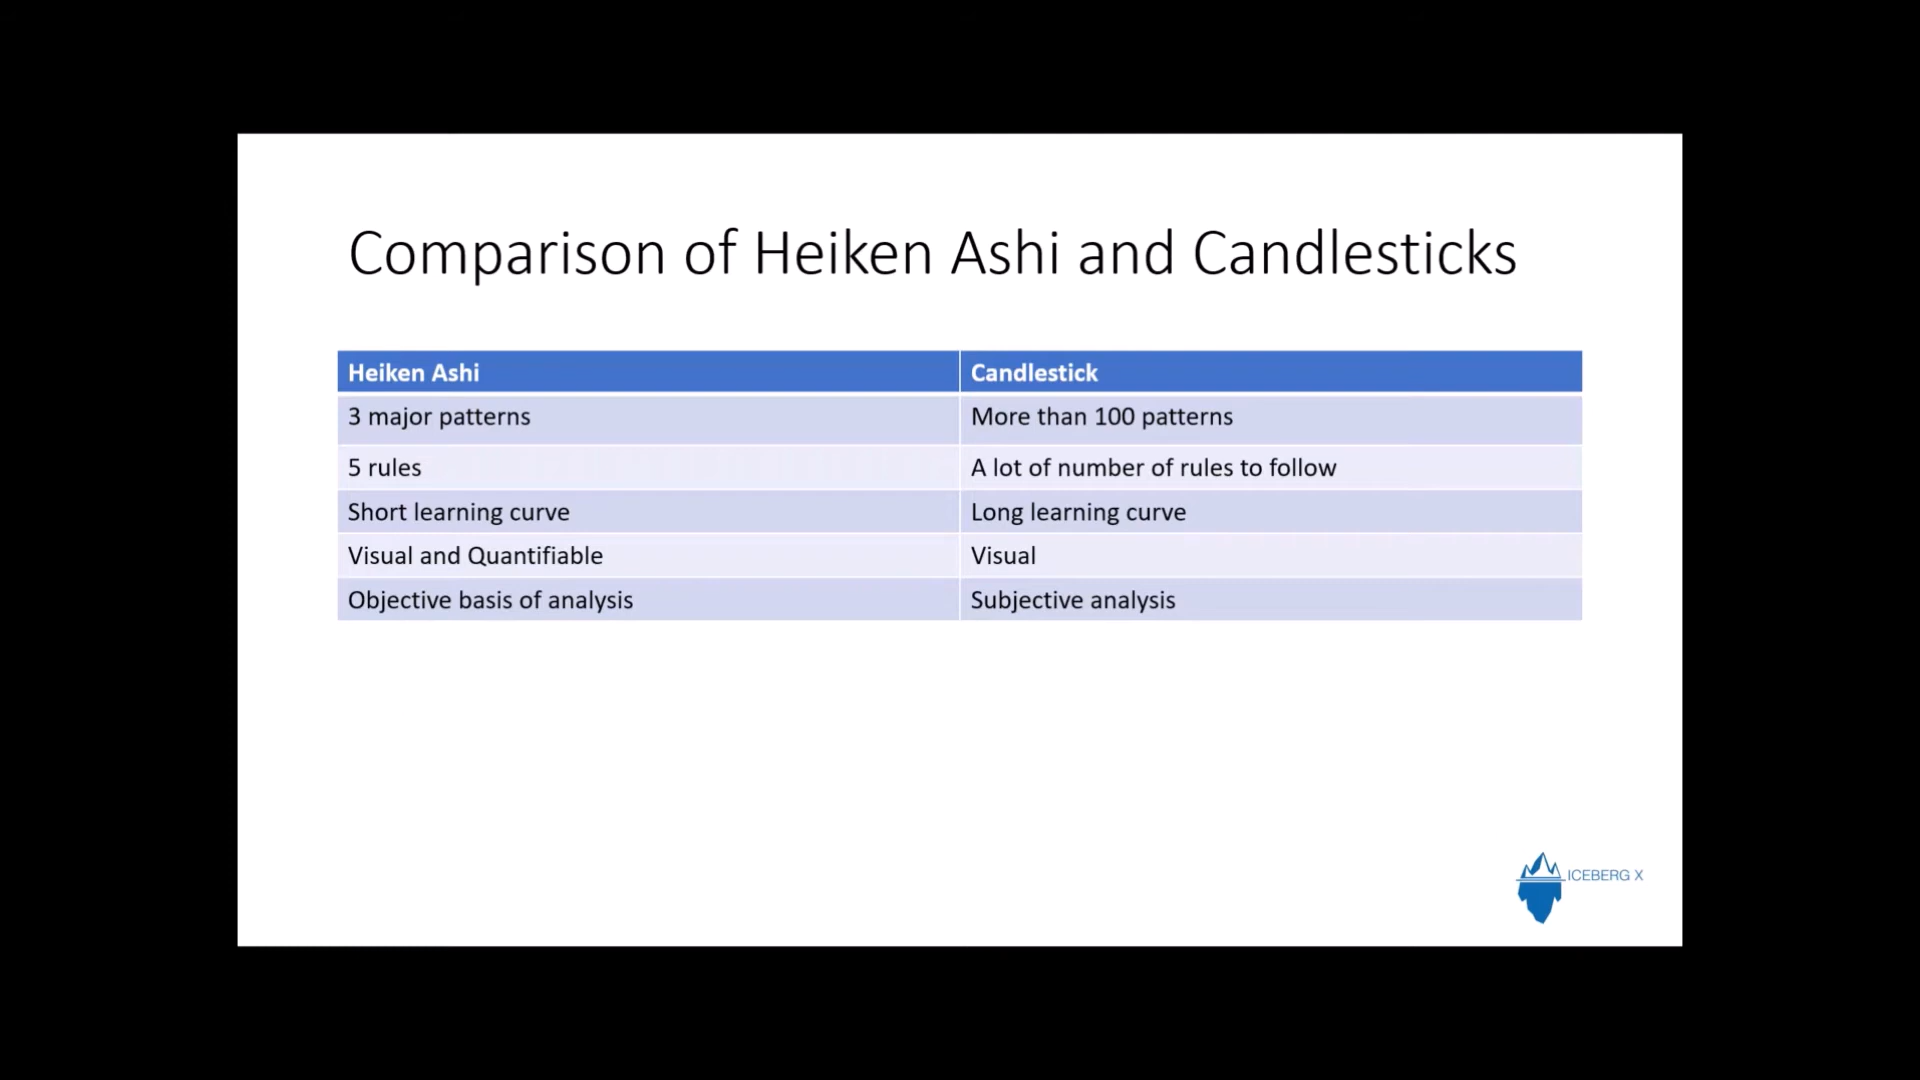 Comparison of Heiken Ashi and Candlesticks
Heiken Ashi Candlestick
3 major patterns More than 100 patterns
5 rules A lot of number of rules to follow
Short learning curve Long learning curve
Visual and Quantifiable Visual
Objective basis of analysis Subjective analysis
ICEBERG X